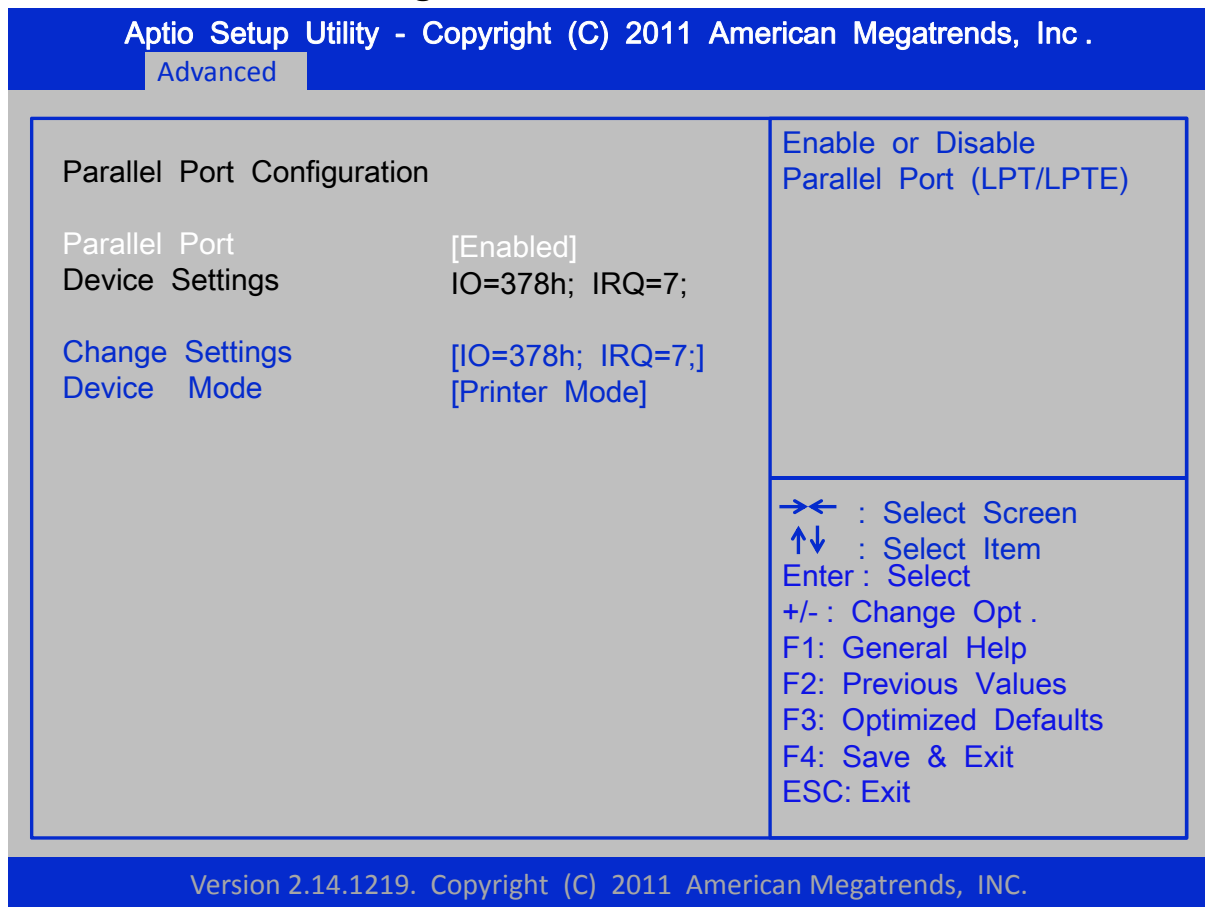 Aptio Setup Utility - Copyright (C) 2011 American Megatrends, Inc .
Advanced
Parallel Port Configuration
Parallel Port [Enabled]
Device Settings IO=378h; IRQ=7;
Change Settings [IO=378h; IRQ=7;]
Device Mode [Printer Mode]
Enable or Disable
Parallel Port (LPT/LPTE)
→← : Select Screen
↑↓ : Select Item
Enter : Select
+/- : Change Opt .
F1: General Help
F2: Previous Values
F3: Optimized Defaults
F4: Save & Exit
ESC: Exit
Version 2.14.1219. Copyright (C) 2011 American Megatrends, INC.